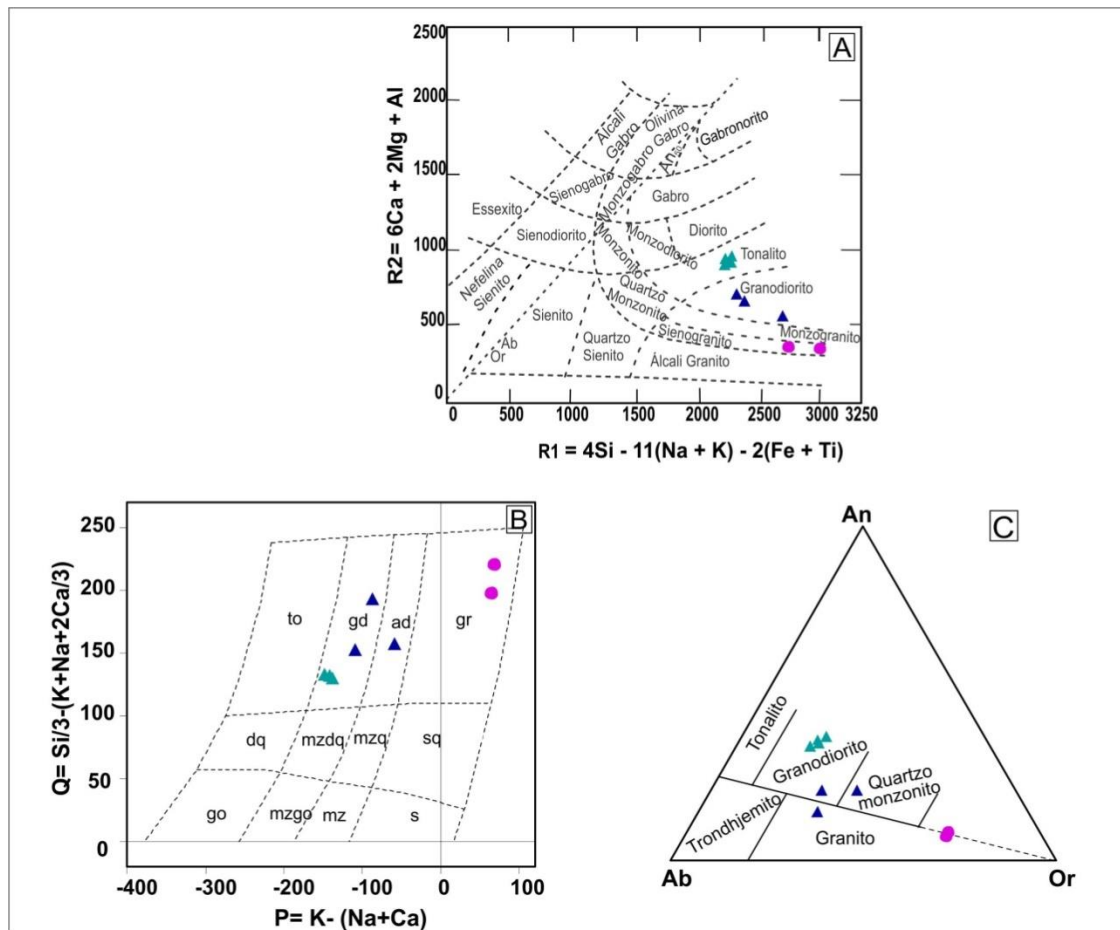 A
R2= 6Ca + 2Mg + Al
2500
2000
1500
1000
500
0
Álcali
Gabro
Olivina
Gabro
Gabronorito
Sienogabro
Monzogabro
An
Gabro
Essexito
Sienodiorito
Monzonito
Monzodiorito
Diorito
Tonalito
Nefelina
Sienito
Granodiorito
Quartzo
Monzonito
Sienito
Ab
Or
Quartzo
Sienito
Sienogranito
Monzogranito
Álcali Granito
0 500 1000 1500 2000 2500 3000 3250
R1 = 4Si - 11(Na + K) - 2(Fe + Ti)
B
Q= Si/3-(K+Na+2Ca/3)
250
200
150
100
50
0
to gd ad gr
dq mzdq mzq sq
go mzgo mz s
-400 -300 -200 -100 0 100
P= K- (Na+Ca)
C
An
Tonalito
Granodiorito
Quartzo
monzonito
Trondhjemito
Granito
Ab
Or